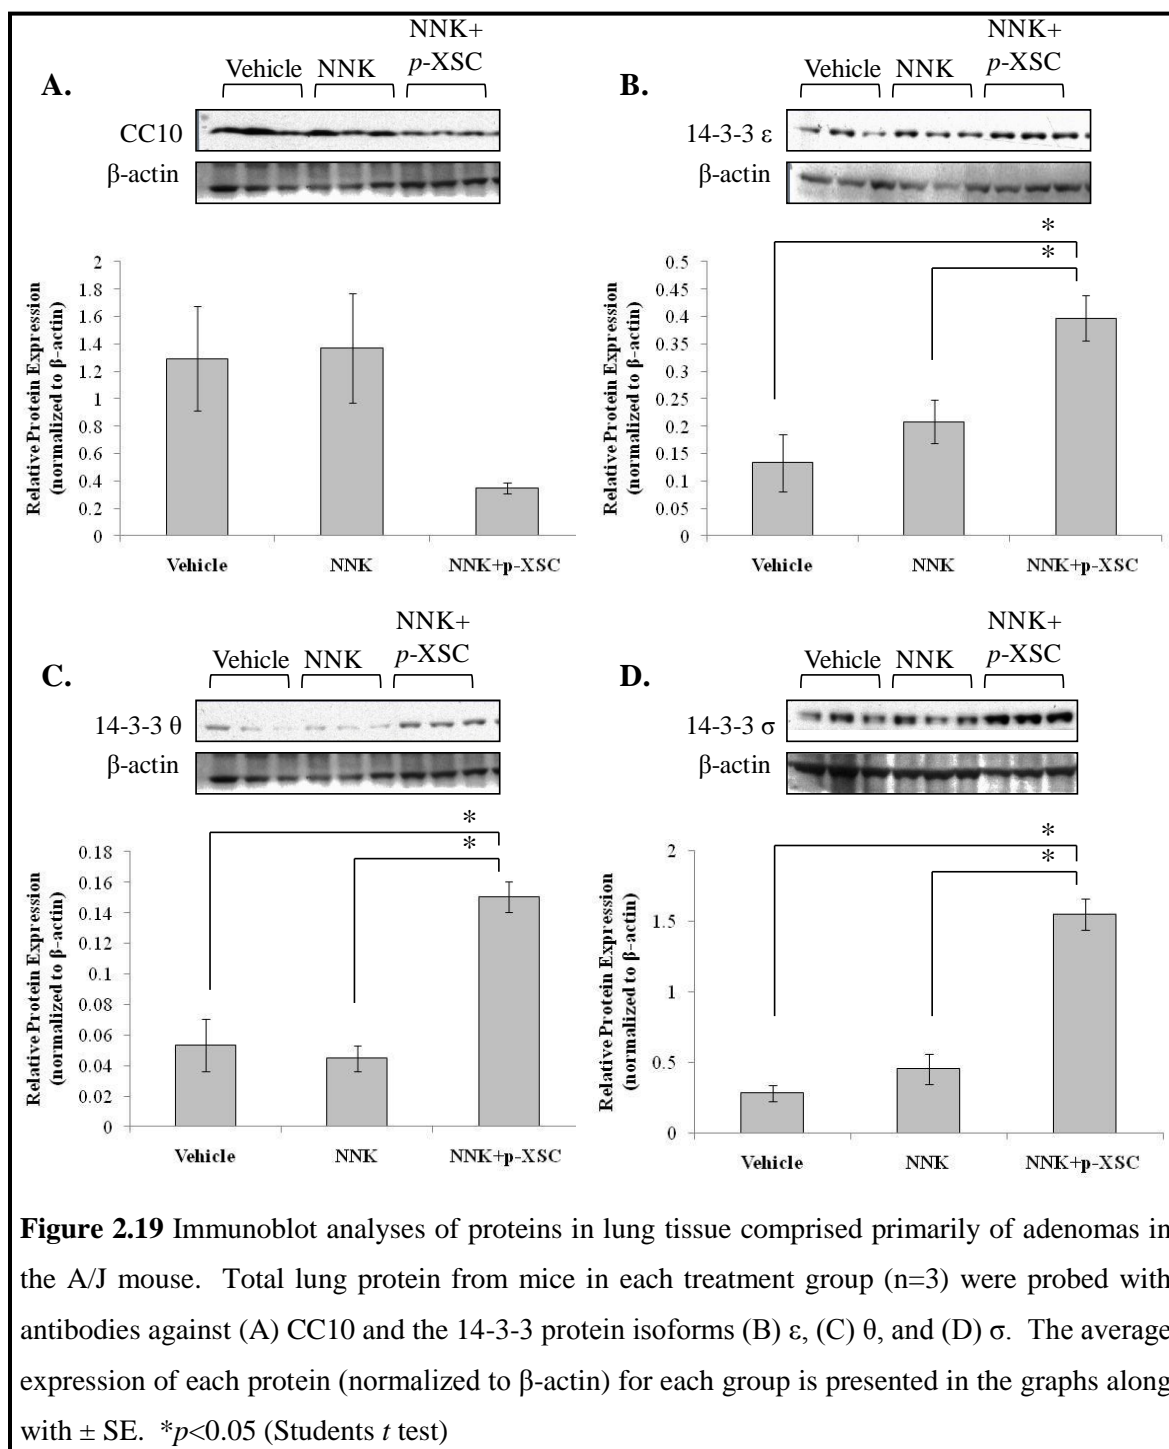 A.
Vehicle NNK NNK+
p-XSC
CC10
β-actin
Relative Protein Expression
(normalized to β-actin)
2
1.8
1.6
1.4
1.2
1
0.8
0.6
0.4
0.2
0
Vehicle NNK NNK+p-XSC
B.
Vehicle NNK NNK+
p-XSC
14-3-3 ε
β-actin
*
*
Relative Protein Expression
(normalized to β-actin)
0.5
0.45
0.4
0.35
0.3
0.25
0.2
0.15
0.1
0.05
0
Vehicle NNK NNK+p-XSC
C.
Vehicle NNK NNK+
p-XSC
14-3-3 θ
β-actin
*
*
Relative Protein Expression
(normalized to β-actin)
0.18
0.16
0.14
0.12
0.1
0.08
0.06
0.04
0.02
0
Vehicle NNK NNK+p-XSC
D.
Vehicle NNK NNK+
p-XSC
14-3-3 σ
β-actin
*
*
Relative Protein Expression
(normalized to β-actin)
2
1.5
1
0.5
0
Vehicle NNK NNK+p-XSC
Figure 2.19 Immunoblot analyses of proteins in lung tissue comprised primarily of adenomas in
the A/J mouse. Total lung protein from mice in each treatment group (n=3) were probed with
antibodies against (A) CC10 and the 14-3-3 protein isoforms (B) ε, (C) θ, and (D) σ. The average
expression of each protein (normalized to β-actin) for each group is presented in the graphs along
with ± SE. *p<0.05 (Students t test)